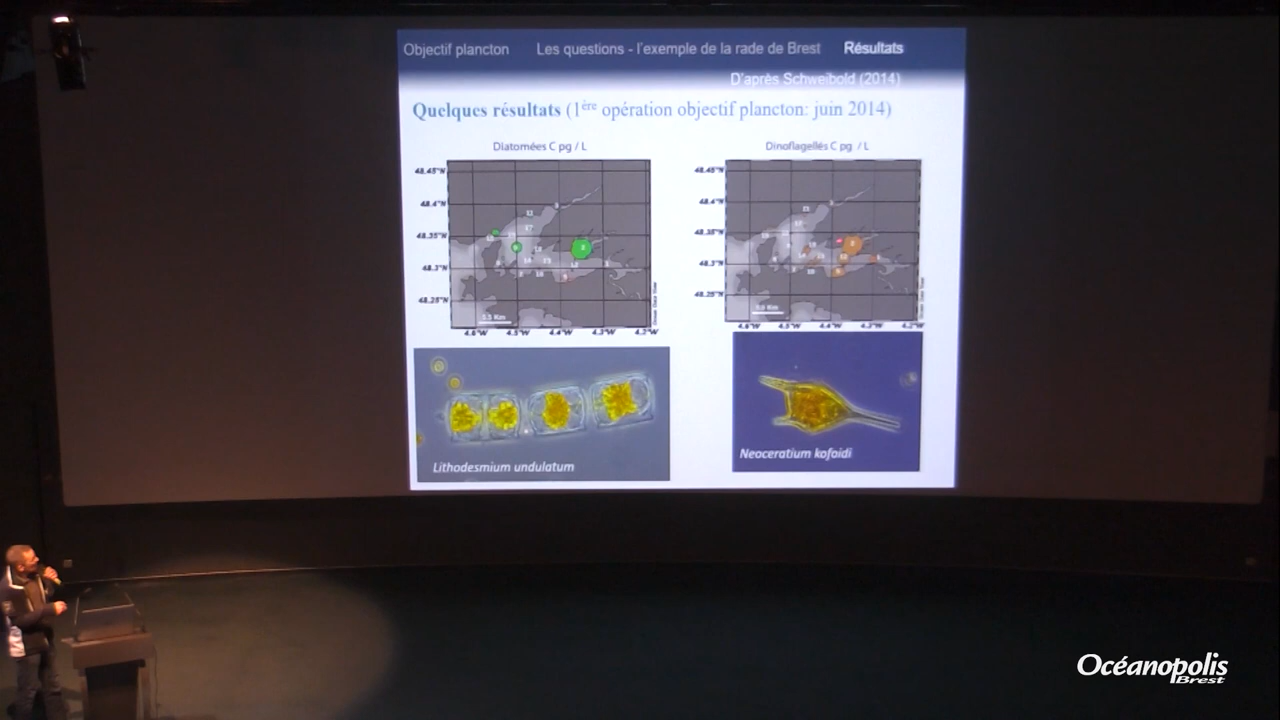 Objectif plancton Les questions - l'exemple de la rade de Brest Résultats
D'après Schweibold (2014)
Quelques résultats (1ère opération objectif plancton: juin 2014)
Diatomées C pg / L
Dinoflagellés C pg / L
48.45°N
48.4°N
48.35°N
48.3°N
48.25°N
4.6°W 4.5°W 4.4°W 4.3°W 4.2°W
48.45°N
48.4°N
48.35°N
48.3°N
48.25°N
4.6°W 4.5°W 4.4°W 4.3°W 4.2°W
Lithodesmium undulatum
Neoceratium kofoidi
Océanopolis
Brest